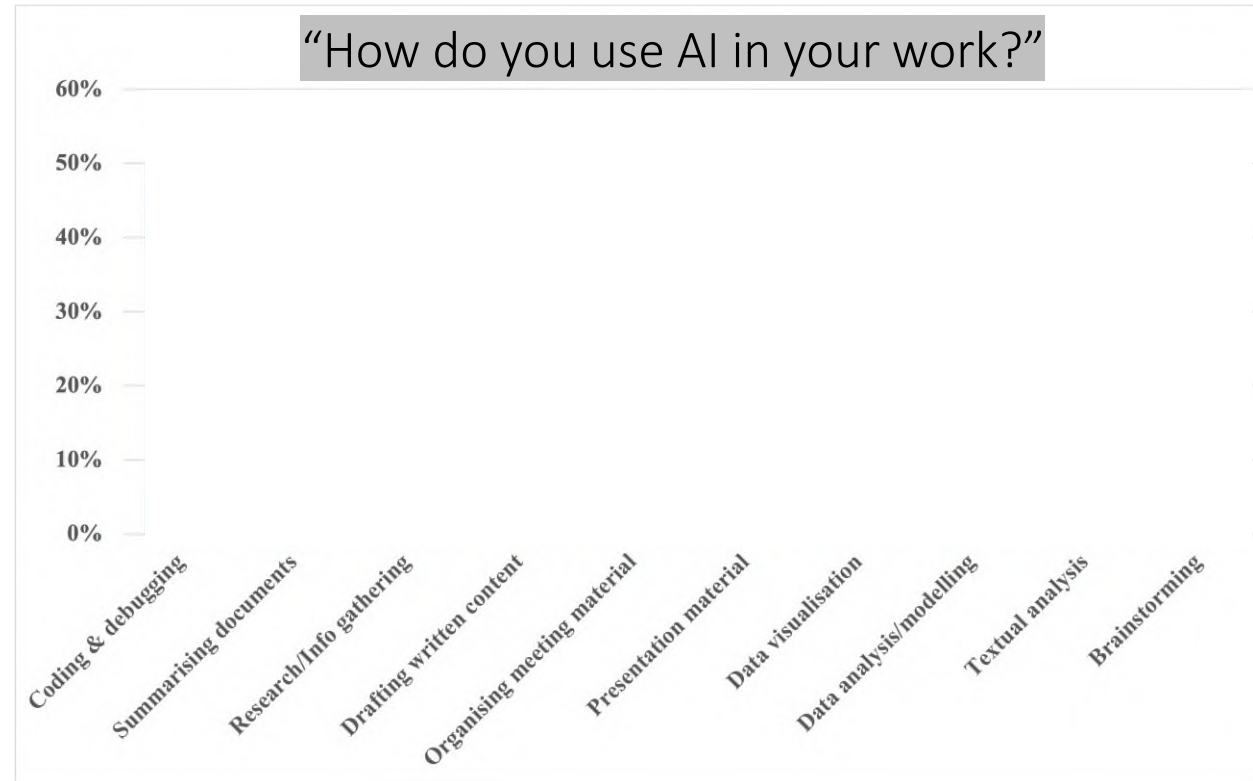 “How do you use AI in your work?”
60%
50%
40%
30%
20%
10%
0%
Coding & debugging
Summarising documents
Research/Info gathering
Drafting written content
Organising meeting material
Presentation material
Data visualisation
Data analysis/modelling
Textual analysis
Brainstorming